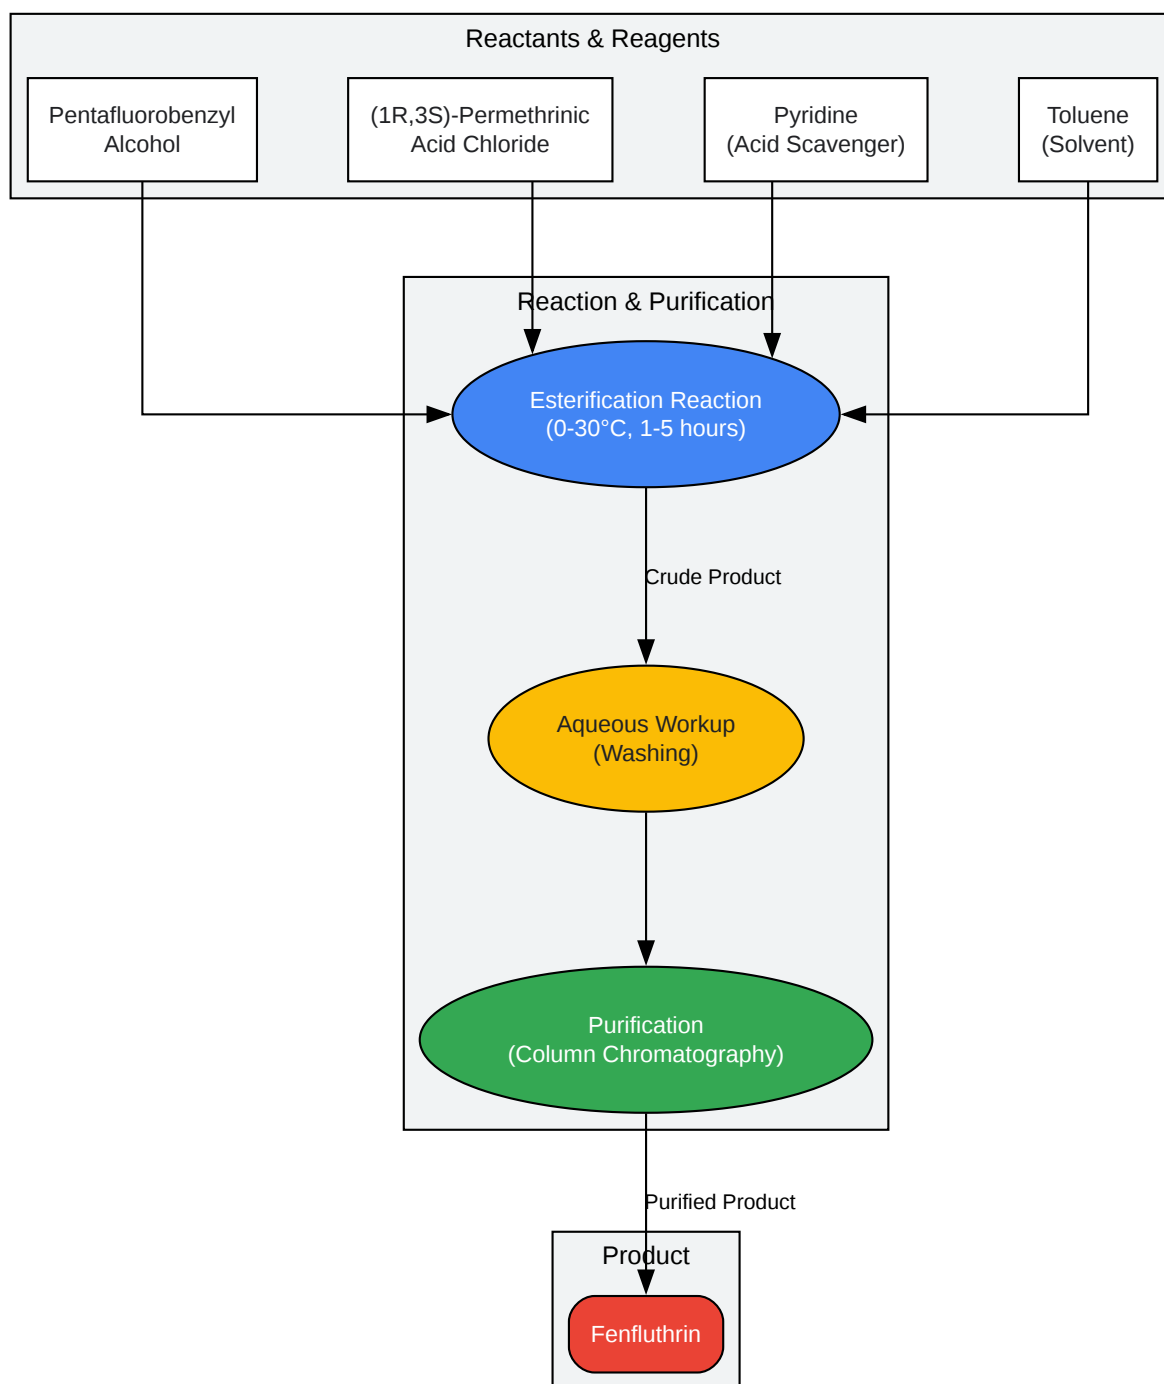 Reactants & Reagents
Pentafluorobenzyl
Alcohol
(1R,3S)-Permethrinic
Acid Chloride
Pyridine
(Acid Scavenger)
Toluene
(Solvent)
Reaction & Purification
Esterification Reaction
(0-30°C, 1-5 hours)
Crude Product
Aqueous Workup
(Washing)
Purification
(Column Chromatography)
Purified Product
Product
Fenfluthrin